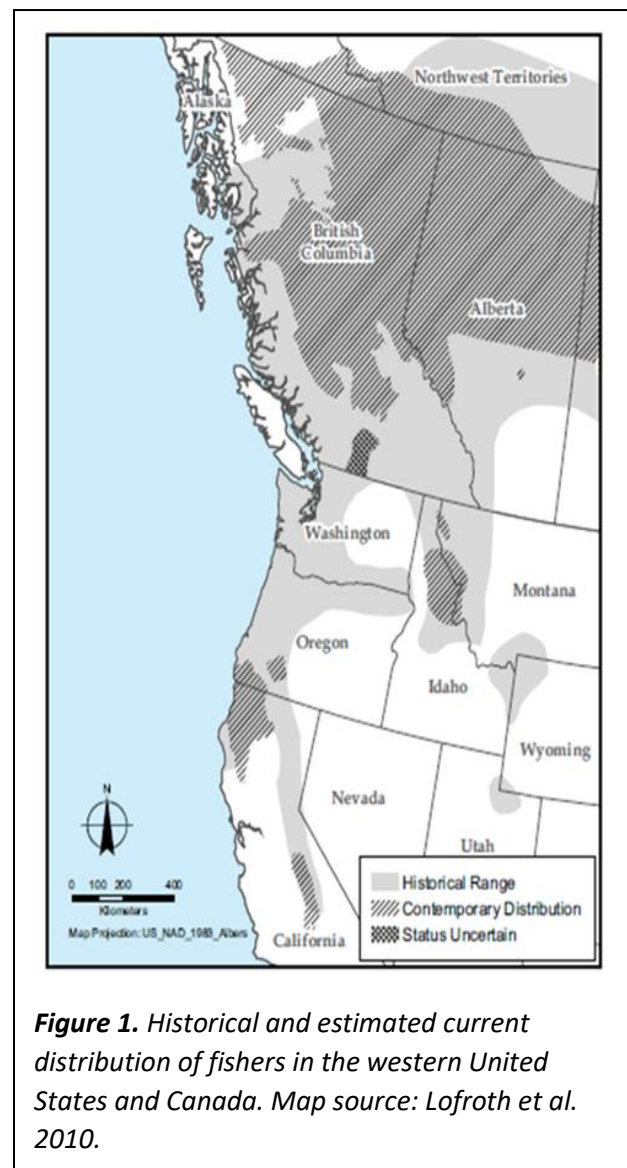 Northwest Territories
Alaska
British
Columbia
Alberta
Washington
Montana
Oregon
Idaho
Wyoming
Nevada
Utah
California
N
0 100 200 400
Kilometers
Map Projection: US_NAD_1983_Albers
Historical Range
Contemporary Distribution
Status Uncertain
Figure 1. Historical and estimated current
distribution of fishers in the western United
States and Canada. Map source: Lofroth et al.
2010.